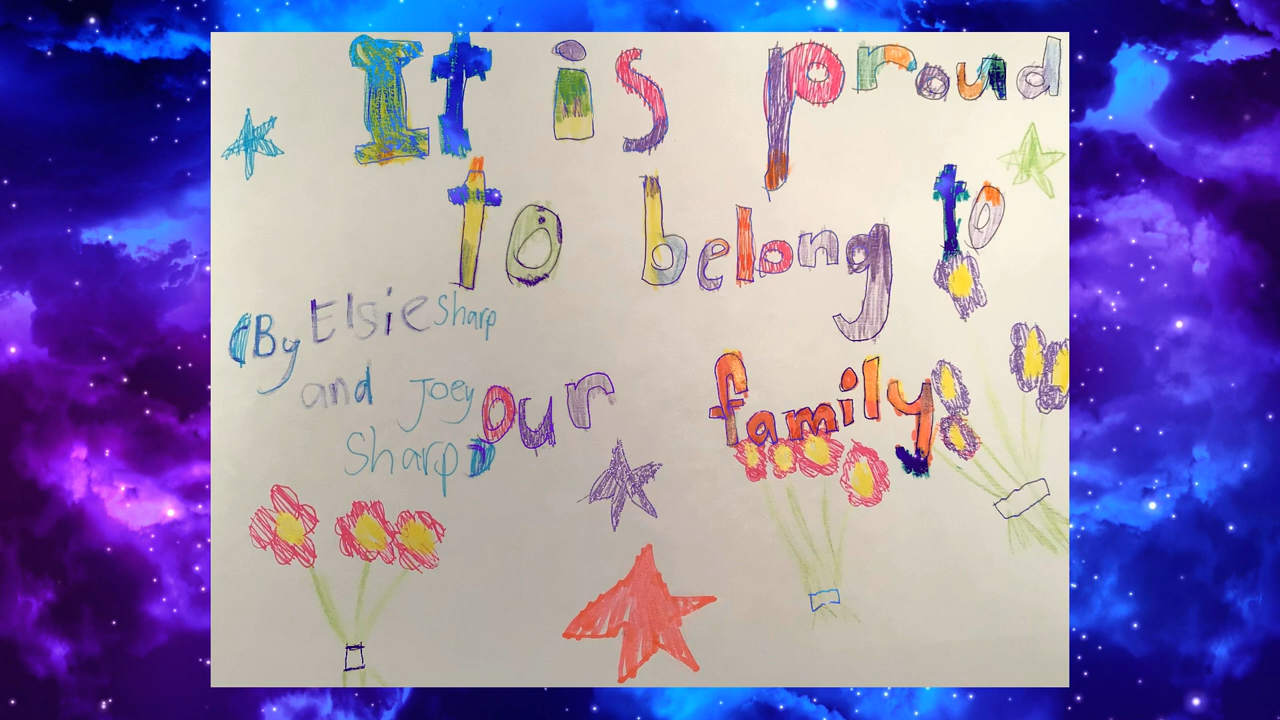 It is proud
to belong to
(By Elsie Sharp
and Joey
Sharp)
our family